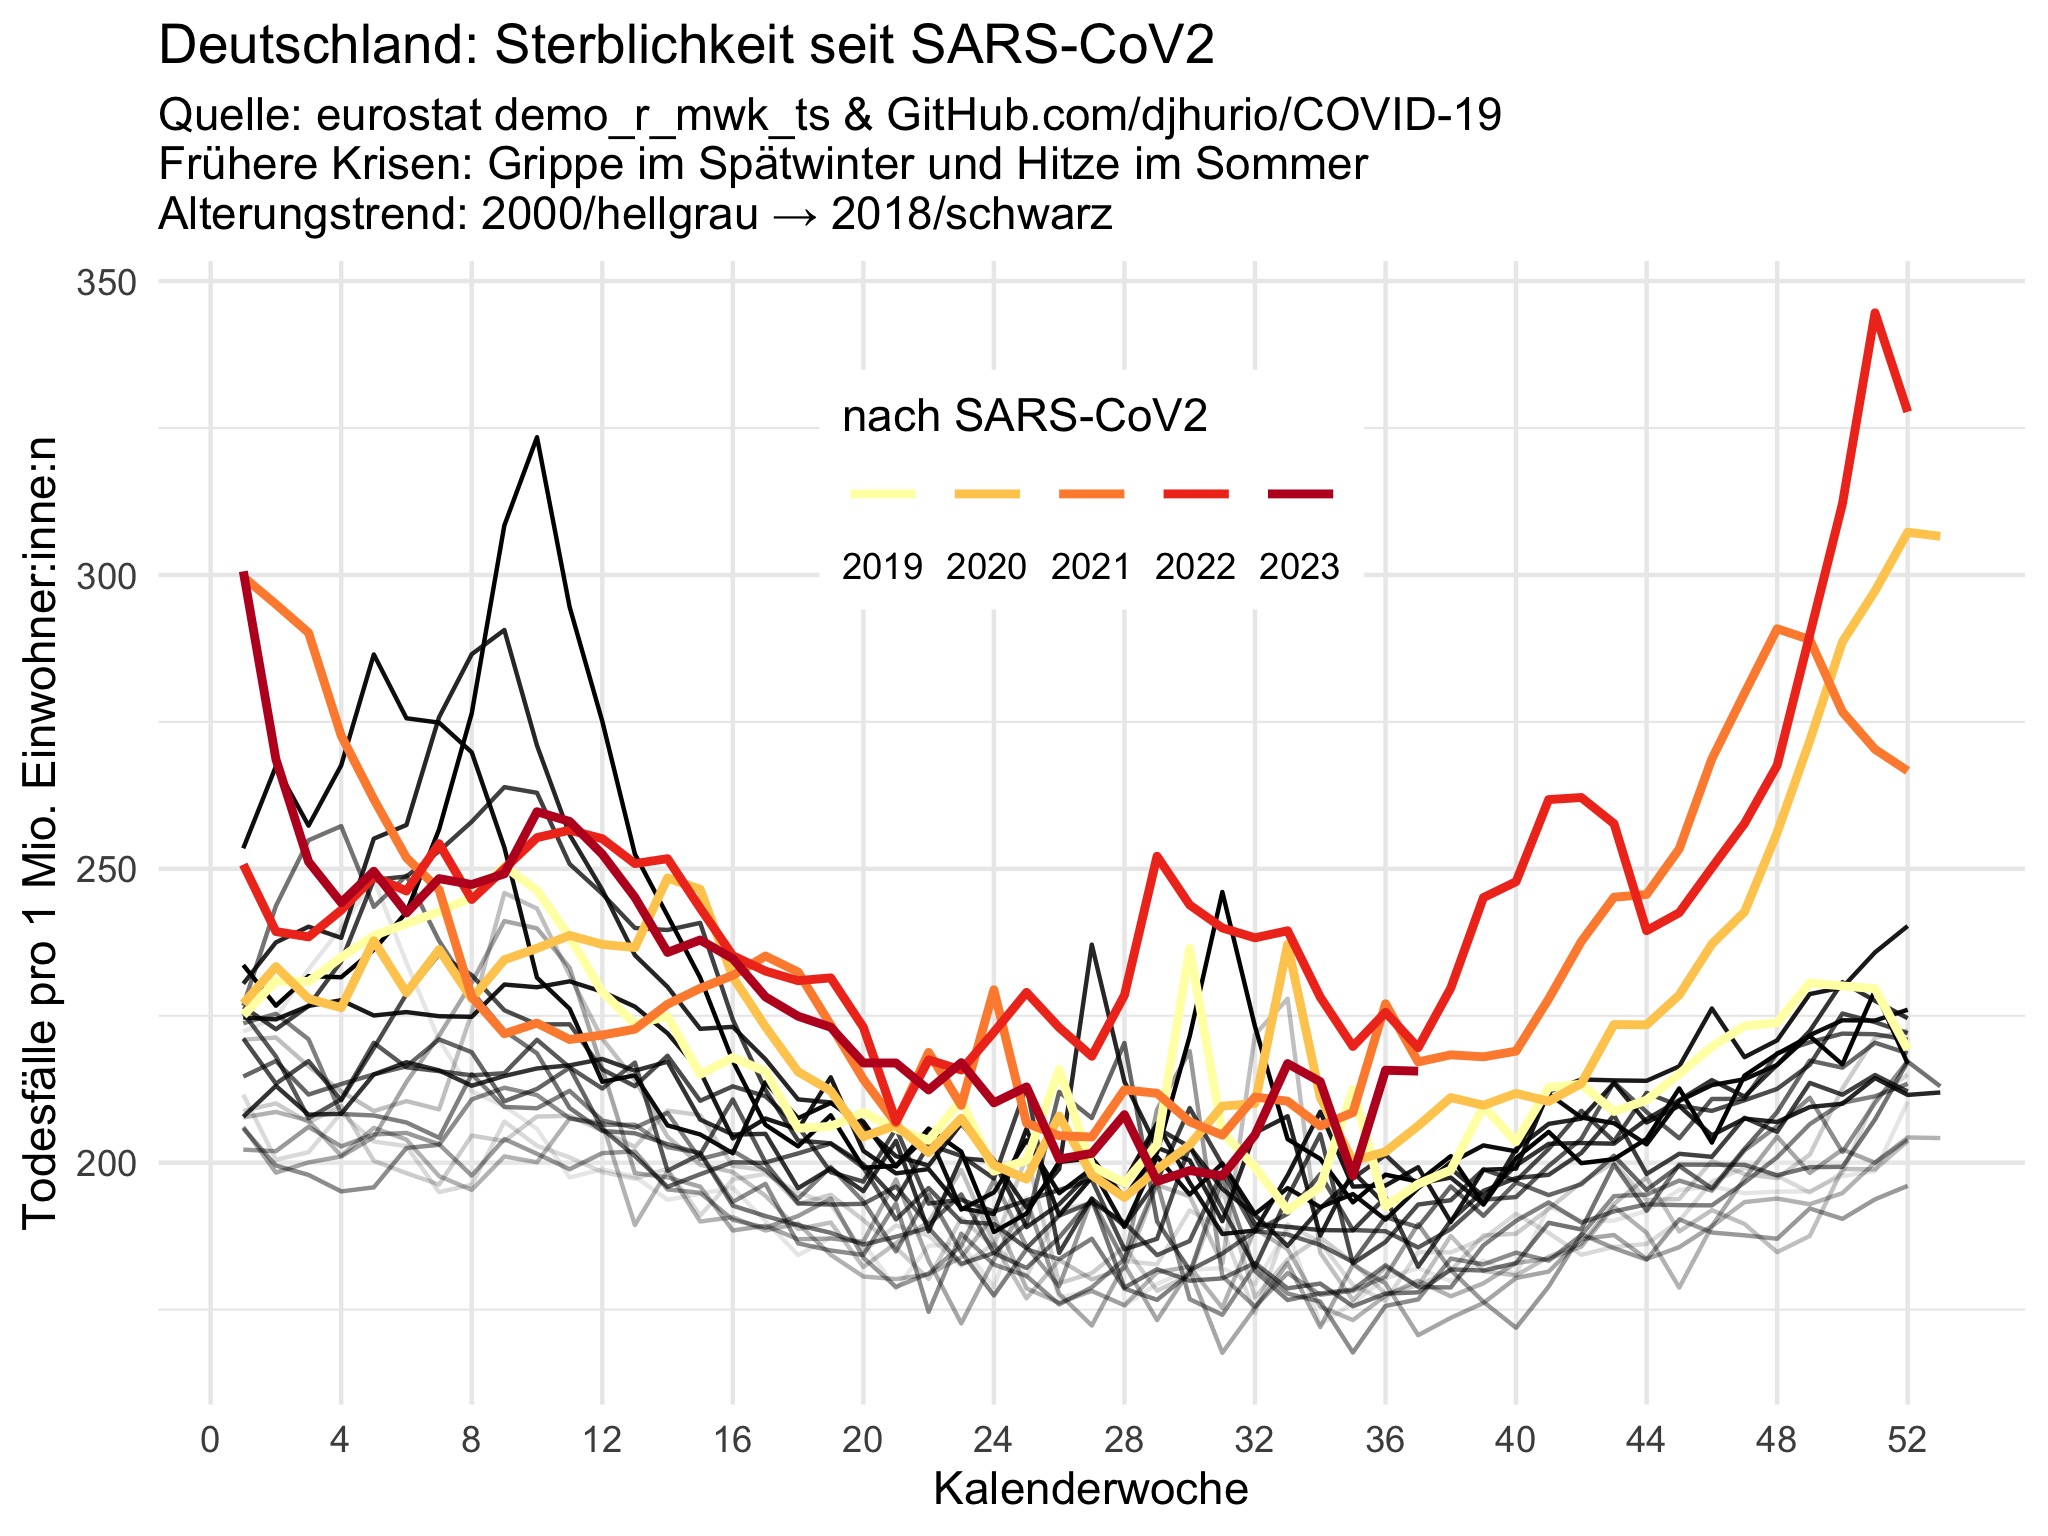 Deutschland: Sterblichkeit seit SARS-CoV2
Quelle: eurostat demo_r_mwk_ts & GitHub.com/djhurio/COVID-19
Frühere Krisen: Grippe im Spätwinter und Hitze im Sommer
Alterungstrend: 2000/hellgrau → 2018/schwarz
Todesfälle pro 1 Mio. Einwohner:inne:n
350
300
250
200
nach SARS-CoV2
2019 2020 2021 2022 2023
0 4 8 12 16 20 24 28 32 36 40 44 48 52
Kalenderwoche